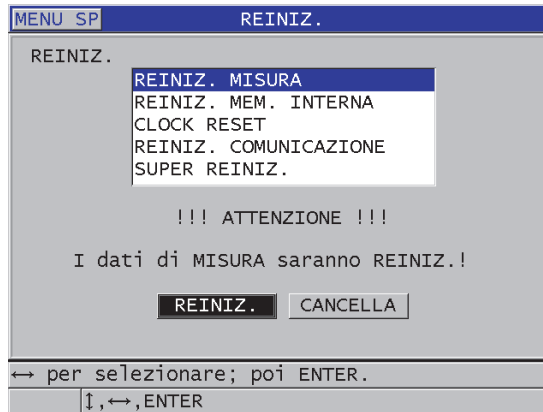 MENU SP REINIZ.
REINIZ.
REINIZ. MISURA
REINIZ. MEM. INTERNA
CLOCK RESET
REINIZ. COMUNICAZIONE
SUPER REINIZ.
!!! ATTENZIONE !!!
I dati di MISURA saranno REINIZ.!
REINIZ. CANCELLA
↔ per selezionare; poi ENTER.
↕,↔,ENTER